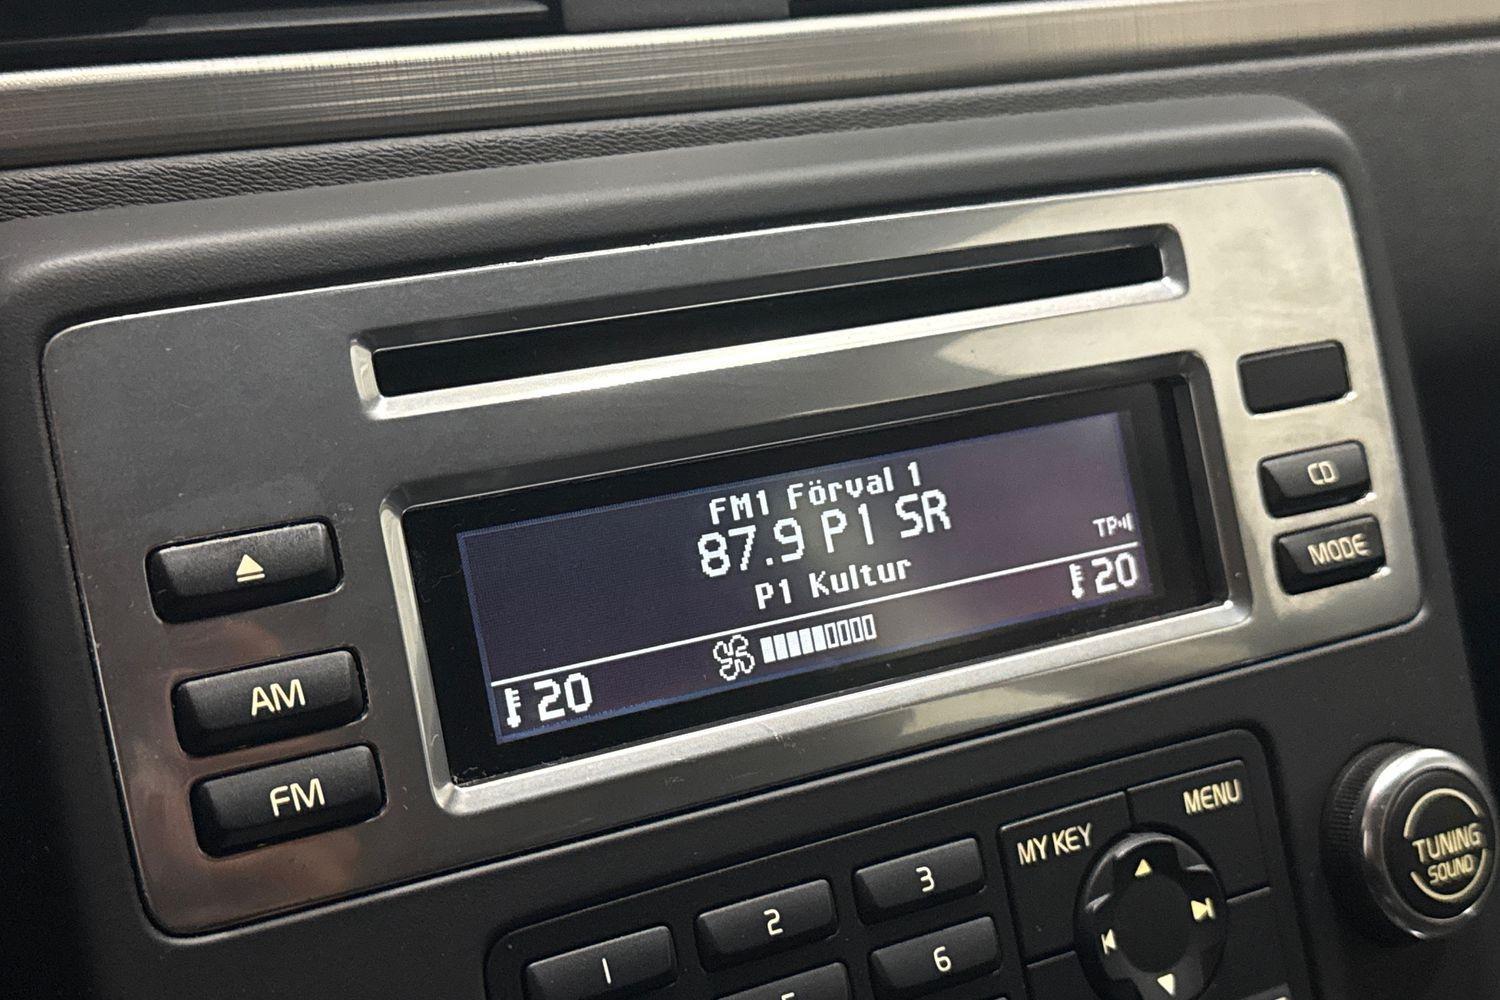 FM1 Förval 1
87.9 P1 SR
TP
P1 Kultur
20
20
AM
FM
CD
MODE
MENU
MY KEY
TUNING
SOUND
1
2
3
6